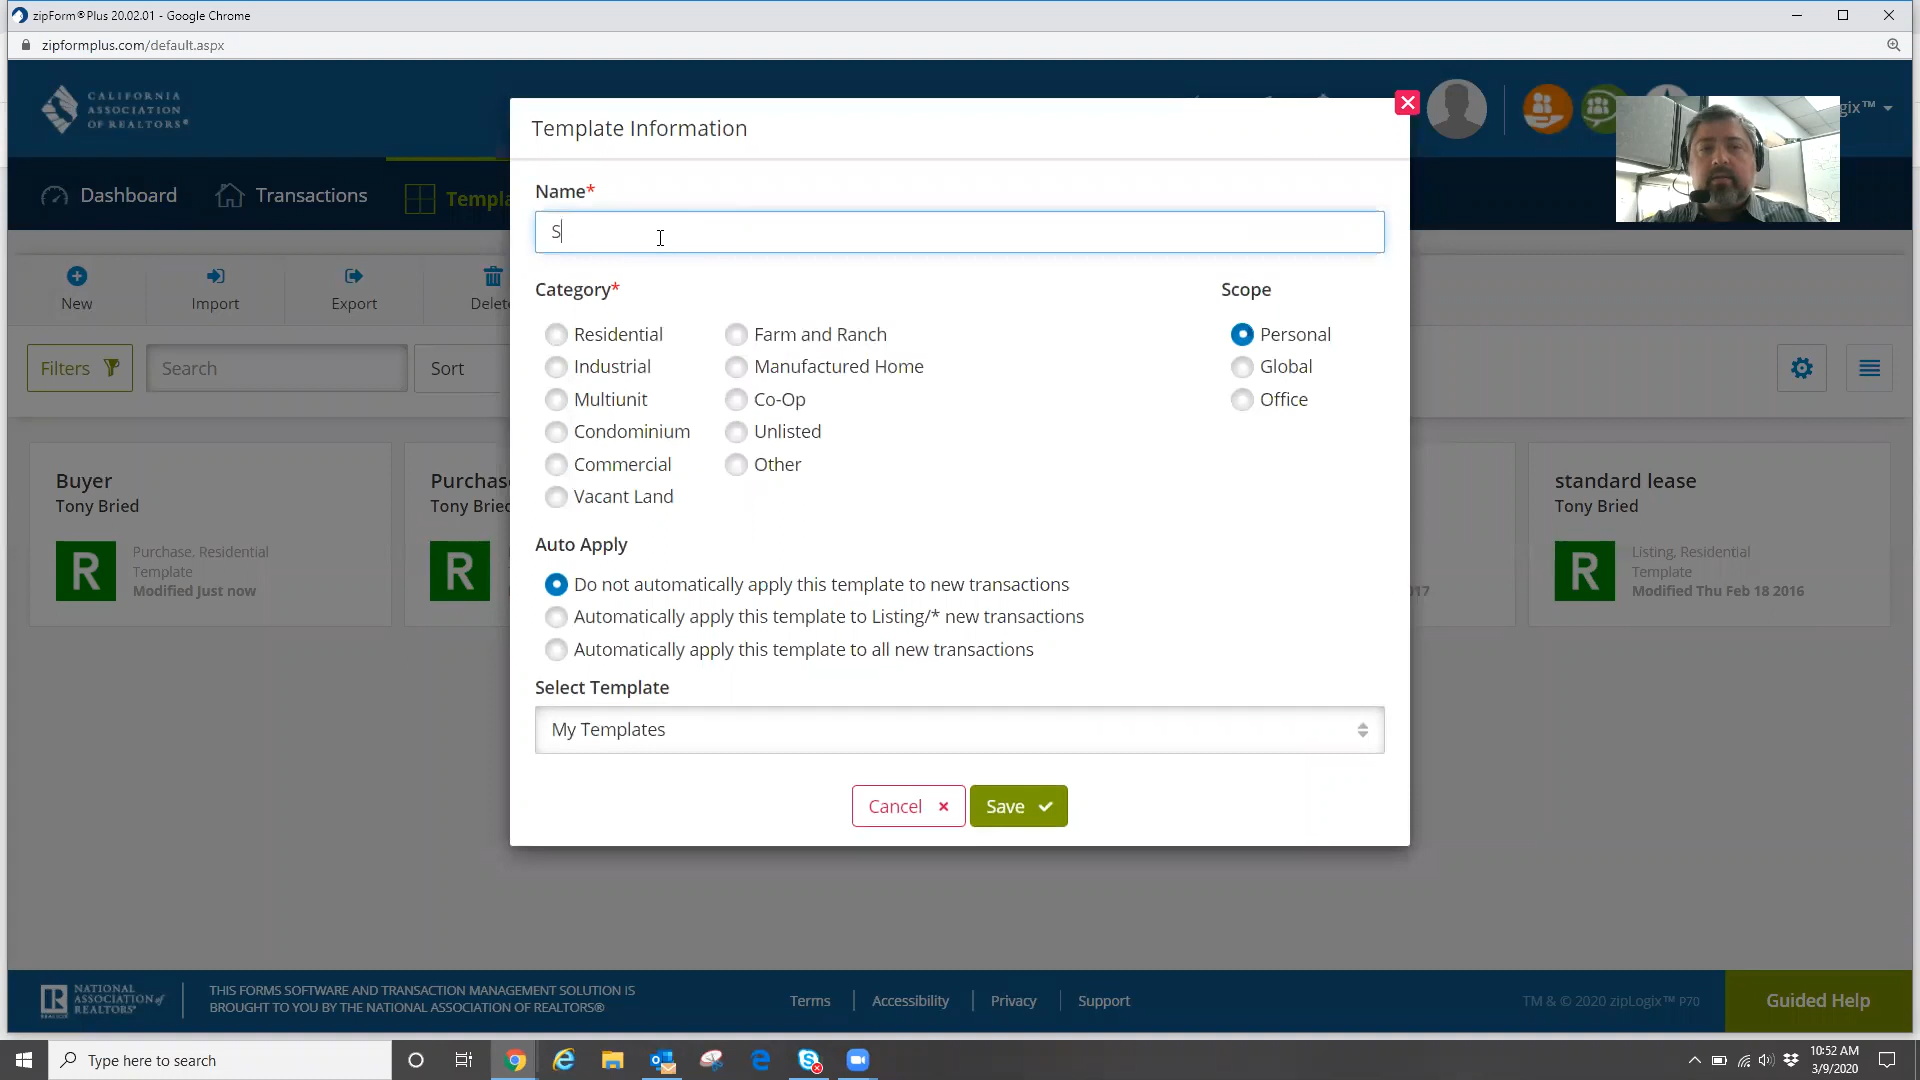 zipForm®Plus 20.02.01 - Google Chrome
zipformplus.com/default.aspx
CALIFORNIA
ASSOCIATION
OF REALTORS®
gix™
Dashboard
Transactions
Templa
New
Import
Export
Delete
Filters
Search
Sort
Template Information
Name*
S
Category*
Scope
Residential
Farm and Ranch
Personal
Industrial
Manufactured Home
Global
Multiunit
Co-Op
Office
Condominium
Unlisted
Commercial
Other
Vacant Land
Auto Apply
Do not automatically apply this template to new transactions
Automatically apply this template to Listing/* new transactions
Automatically apply this template to all new transactions
Select Template
My Templates
Cancel
Save
Buyer
Tony Bried
R
Purchase, Residential
Template
Modified Just now
Purchas
Tony Bried
R
017
standard lease
Tony Bried
R
Listing, Residential
Template
Modified Thu Feb 18 2016
NATIONAL
ASSOCIATION of
REALTORS®
THIS FORMS SOFTWARE AND TRANSACTION MANAGEMENT SOLUTION IS
BROUGHT TO YOU BY THE NATIONAL ASSOCIATION OF REALTORS®
Terms
Accessibility
Privacy
Support
TM & © 2020 zipLogix™ P70
Guided Help
Type here to search
10:52 AM
3/9/2020